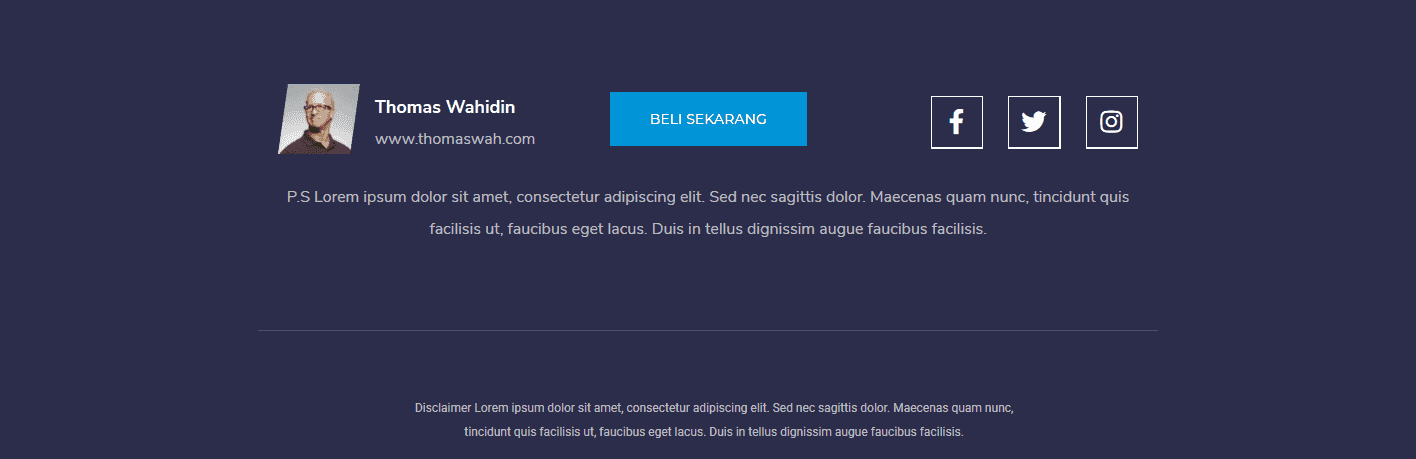 Thomas Wahidin
www.thomaswah.com
BELI SEKARANG
P.S Lorem ipsum dolor sit amet, consectetur adipiscing elit. Sed nec sagittis dolor. Maecenas quam nunc, tincidunt quis
facilisis ut, faucibus eget lacus. Duis in tellus dignissim augue faucibus facilisis.
Disclaimer Lorem ipsum dolor sit amet, consectetur adipiscing elit. Sed nec sagittis dolor. Maecenas quam nunc,
tincidunt quis facilisis ut, faucibus eget lacus. Duis in tellus dignissim augue faucibus facilisis.